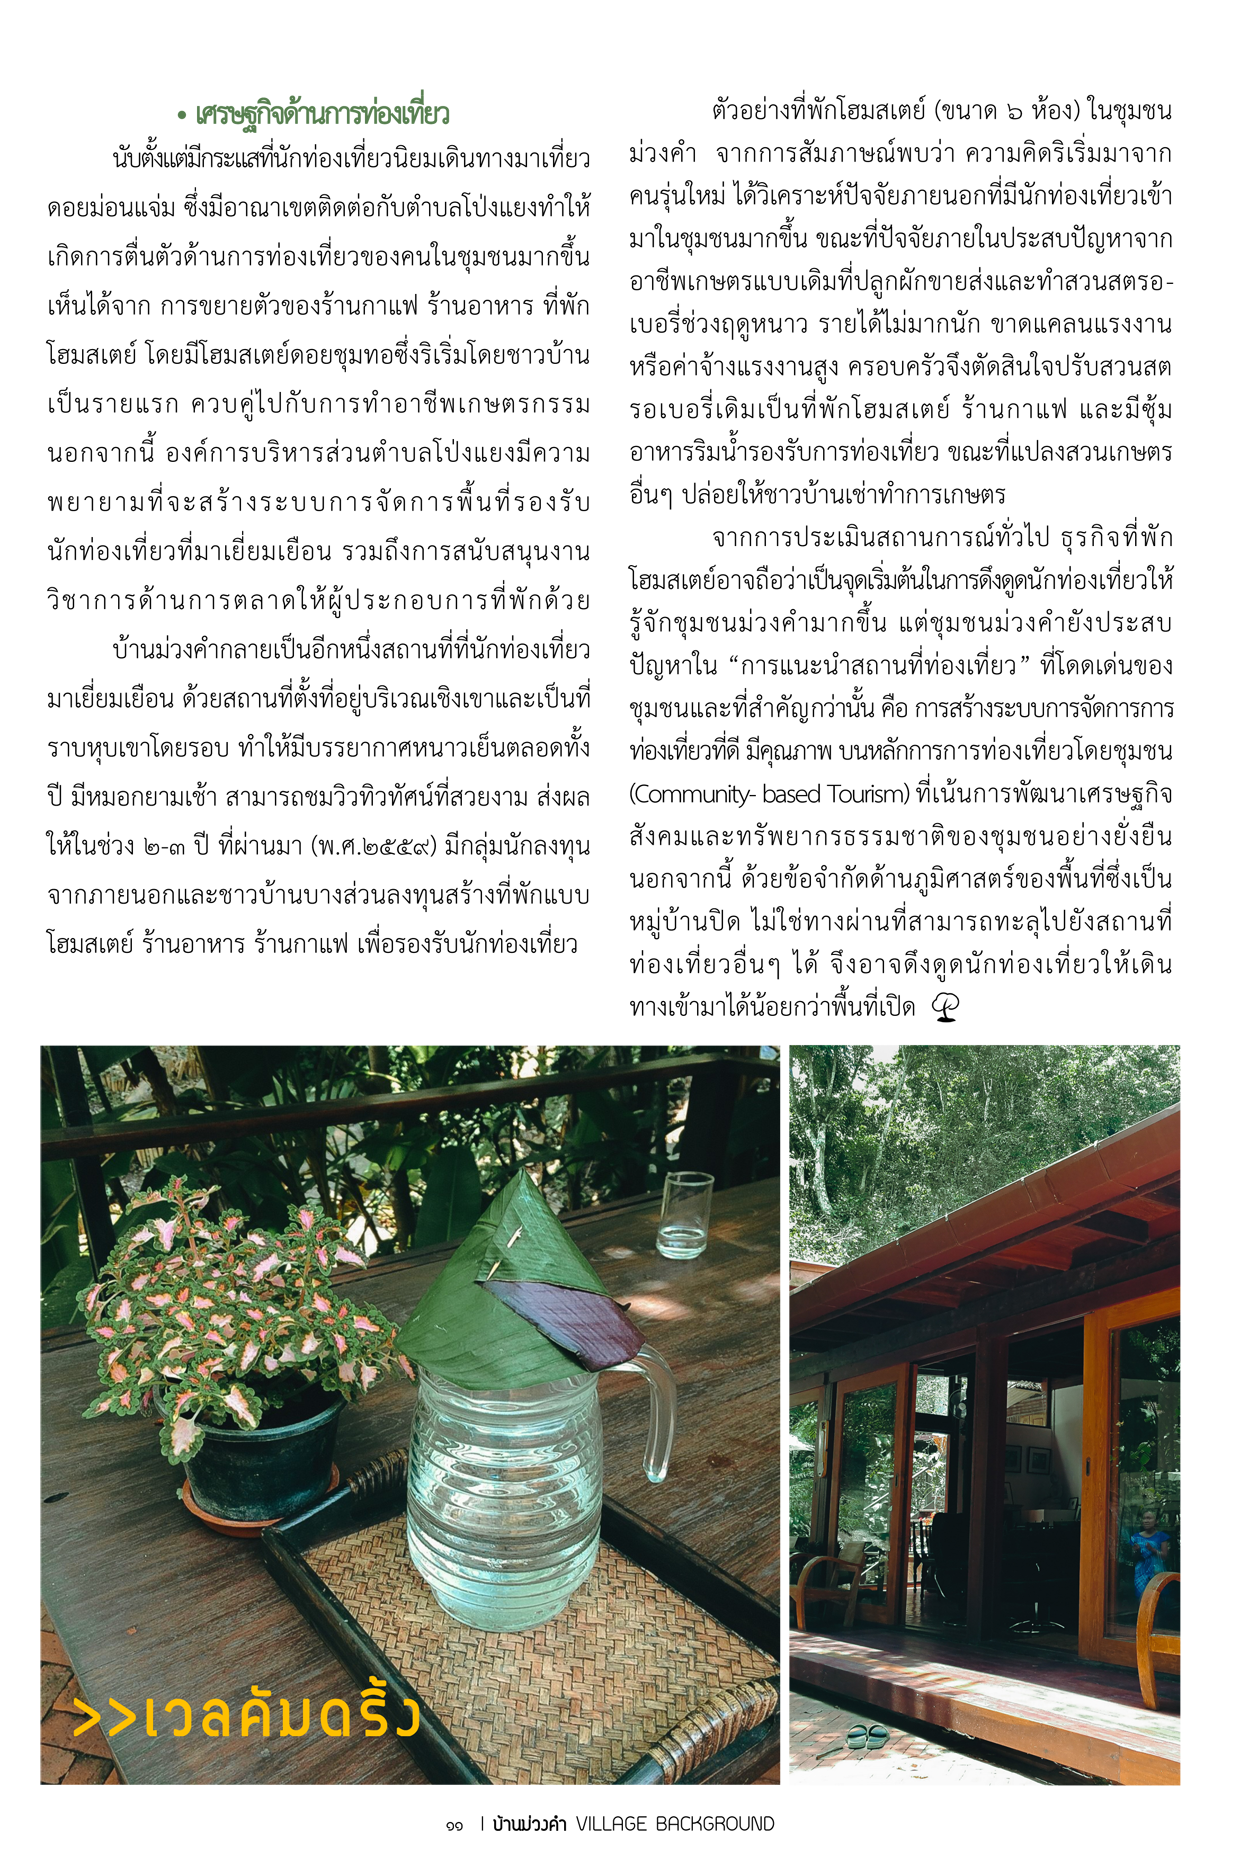 • เศรษฐกิจด้านการท่องเที่ยว
นับตั้งแต่มีกระแสที่นักท่องเที่ยวนิยมเดินทางมาเที่ยว
ดอยม่อนแจ่ม ซึ่งมีอาณาเขตติดต่อกับตำบลโป่งแยงทำให้
เกิดการตื่นตัวด้านการท่องเที่ยวของคนในชุมชนมากขึ้น
เห็นได้จาก การขยายตัวของร้านกาแฟ ร้านอาหาร ที่พัก
โฮมสเตย์ โดยมีโฮมสเตย์ดอยชุมทอซึ่งริเริ่มโดยชาวบ้าน
เป็นรายแรก ควบคู่ไปกับการทำอาชีพเกษตรกรรม
นอกจากนี้ องค์การบริหารส่วนตำบลโป่งแยงมีความ
พยายามที่จะสร้างระบบการจัดการพื้นที่รองรับ
นักท่องเที่ยวที่มาเยี่ยมเยือน รวมถึงการสนับสนุนงาน
วิชาการด้านการตลาดให้ผู้ประกอบการที่พักด้วย
บ้านม่วงคำกลายเป็นอีกหนึ่งสถานที่ที่นักท่องเที่ยว
มาเยี่ยมเยือน ด้วยสถานที่ตั้งที่อยู่บริเวณเชิงเขาและเป็นที่
ราบหุบเขาโดยรอบ ทำให้มีบรรยากาศหนาวเย็นตลอดทั้ง
ปี มีหมอกยามเช้า สามารถชมวิวทิวทัศน์ที่สวยงาม ส่งผล
ให้ในช่วง ๒-๓ ปี ที่ผ่านมา (พ.ศ.๒๕๕๙) มีกลุ่มนักลงทุน
จากภายนอกและชาวบ้านบางส่วนลงทุนสร้างที่พักแบบ
โฮมสเตย์ ร้านอาหาร ร้านกาแฟ เพื่อรองรับนักท่องเที่ยว
ตัวอย่างที่พักโฮมสเตย์ (ขนาด ๖ ห้อง) ในชุมชน
ม่วงคำ จากการสัมภาษณ์พบว่า ความคิดริเริ่มมาจาก
คนรุ่นใหม่ ได้วิเคราะห์ปัจจัยภายนอกที่มีนักท่องเที่ยวเข้า
มาในชุมชนมากขึ้น ขณะที่ปัจจัยภายในประสบปัญหาจาก
อาชีพเกษตรแบบเดิมที่ปลูกผักขายส่งและทำสวนสตรอ-
เบอรี่ช่วงฤดูหนาว รายได้ไม่มากนัก ขาดแคลนแรงงาน
หรือค่าจ้างแรงงานสูง ครอบครัวจึงตัดสินใจปรับสวนสต
รอเบอรี่เดิมเป็นที่พักโฮมสเตย์ ร้านกาแฟ และมีซุ้ม
อาหารริมน้ำรองรับการท่องเที่ยว ขณะที่แปลงสวนเกษตร
อื่นๆ ปล่อยให้ชาวบ้านเช่าทำการเกษตร
จากการประเมินสถานการณ์ทั่วไป ธุรกิจที่พัก
โฮมสเตย์อาจถือว่าเป็นจุดเริ่มต้นในการดึงดูดนักท่องเที่ยวให้
รู้จักชุมชนม่วงคำมากขึ้น แต่ชุมชนม่วงคำยังประสบ
ปัญหาใน “การแนะนำสถานที่ท่องเที่ยว” ที่โดดเด่นของ
ชุมชนและที่สำคัญกว่านั้น คือ การสร้างระบบการจัดการการ
ท่องเที่ยวที่ดี มีคุณภาพ บนหลักการการท่องเที่ยวโดยชุมชน
(Community- based Tourism) ที่เน้นการพัฒนาเศรษฐกิจ
สังคมและทรัพยากรธรรมชาติของชุมชนอย่างยั่งยืน
นอกจากนี้ ด้วยข้อจำกัดด้านภูมิศาสตร์ของพื้นที่ซึ่งเป็น
หมู่บ้านปิด ไม่ใช่ทางผ่านที่สามารถทะลุไปยังสถานที่
ท่องเที่ยวอื่นๆ ได้ จึงอาจดึงดูดนักท่องเที่ยวให้เดิน
ทางเข้ามาได้น้อยกว่าพื้นที่เปิด
>>เวลคัมดริ้ง
๑๑ | บ้านม่วงคำ VILLAGE BACKGROUND